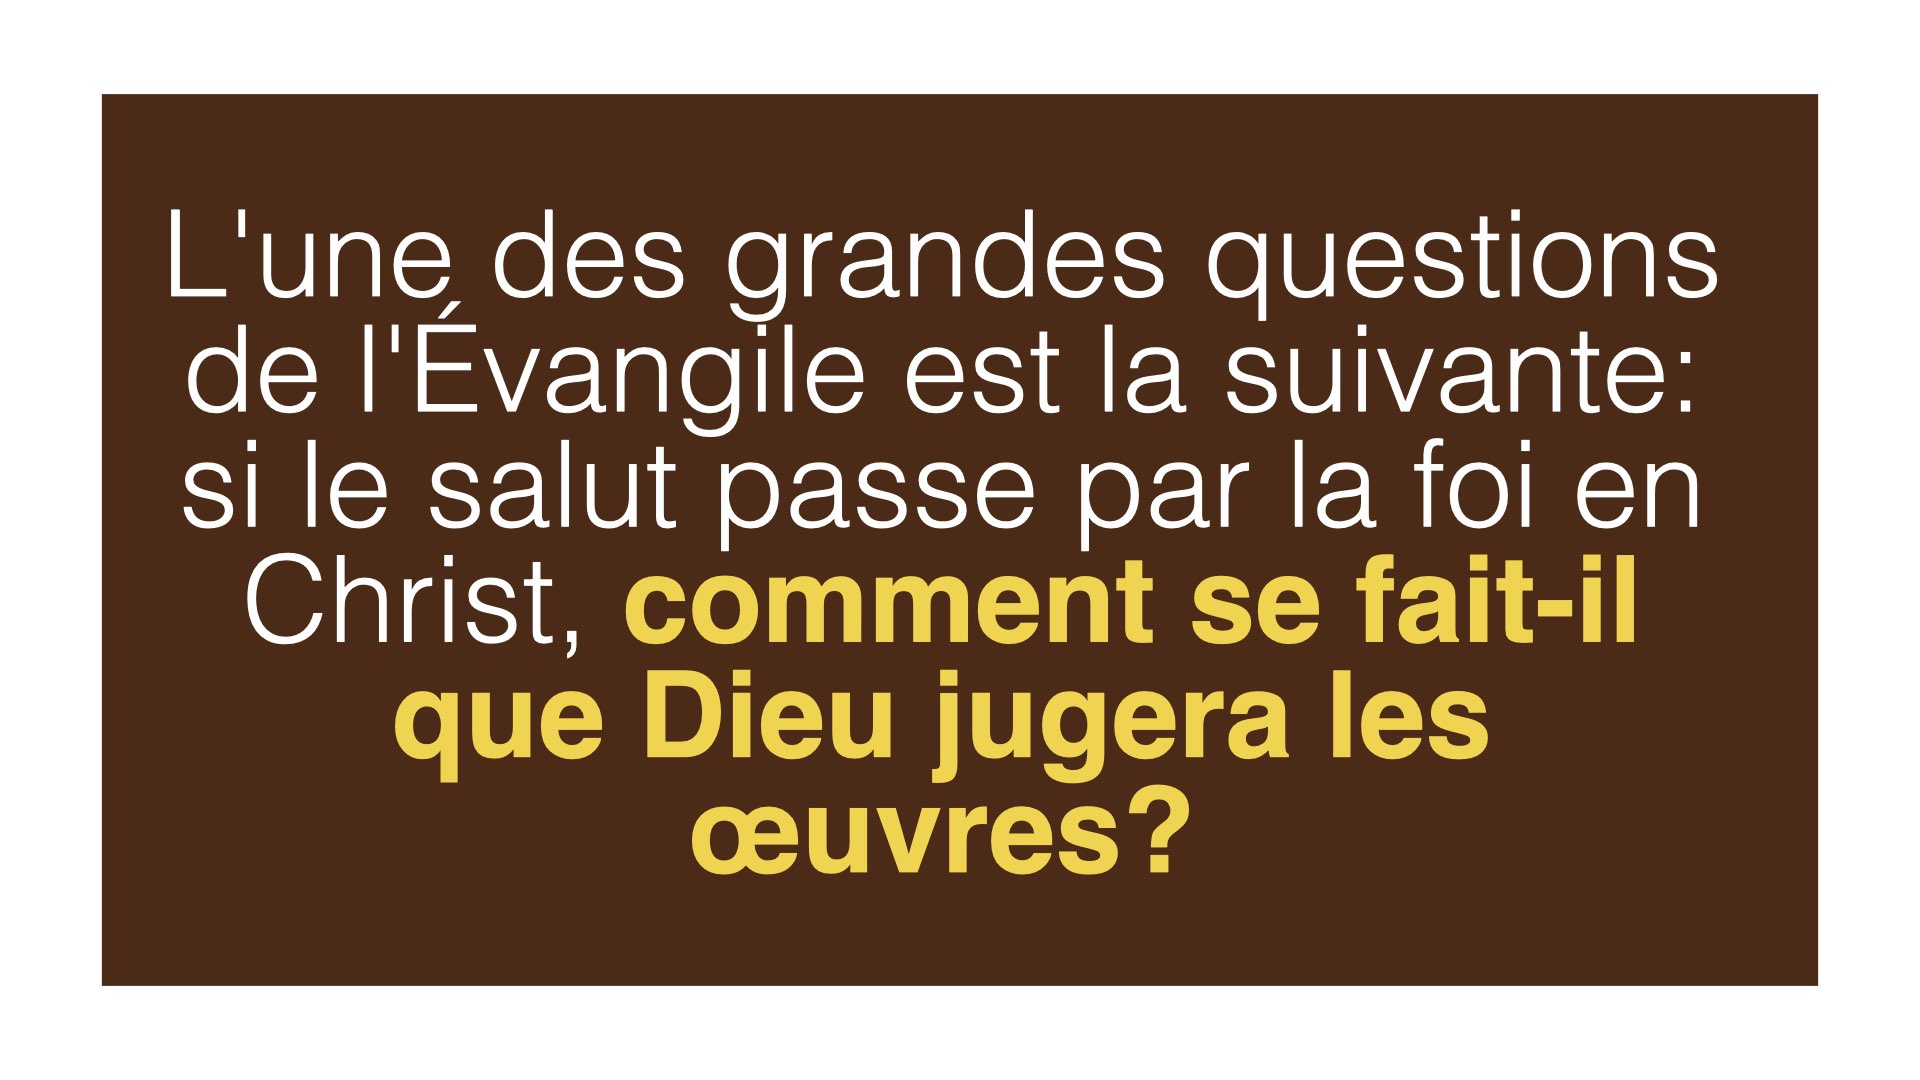 L'une des grandes questions
de l'Évangile est la suivante:
si le salut passe par la foi en
Christ, comment se fait-il
que Dieu jugera les
œuvres?